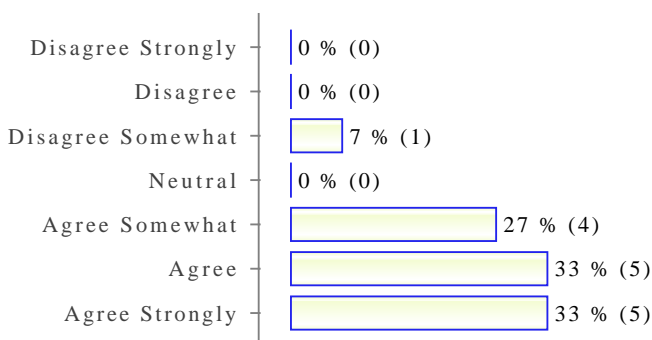 Disagree Strongly 0 % (0)
Disagree 0 % (0)
Disagree Somewhat 7 % (1)
Neutral 0 % (0)
Agree Somewhat 27 % (4)
Agree 33 % (5)
Agree Strongly 33 % (5)